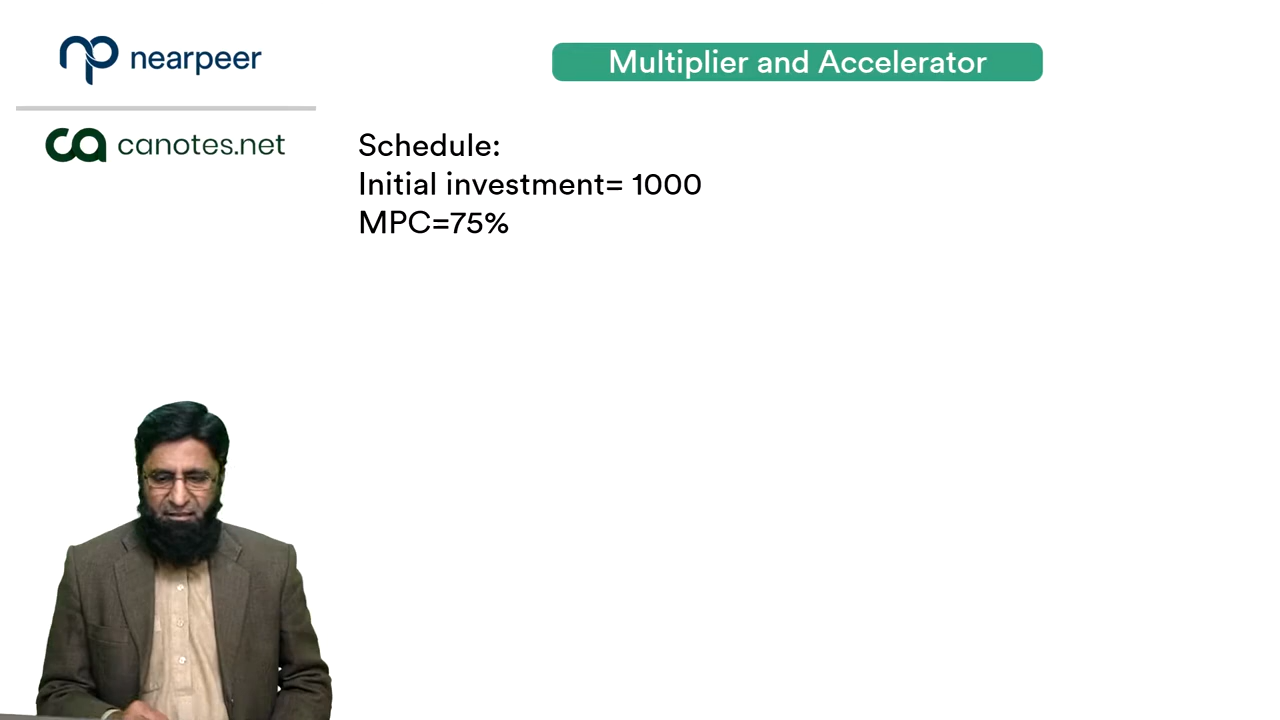 nearpeer
Multiplier and Accelerator
canotes.net
Schedule:
Initial investment= 1000
MPC=75%